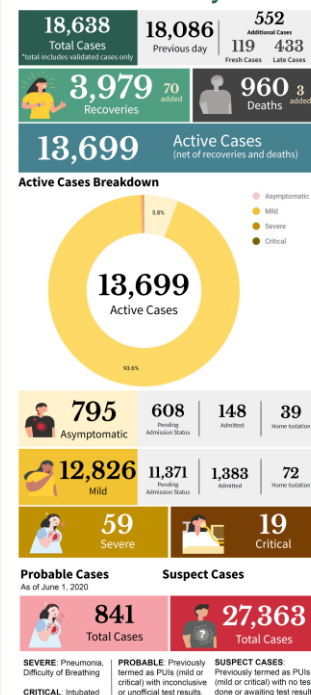 18,638
Total Cases
*total includes validated cases only
18,086
Previous day
552
Additional Cases
119 433
Fresh Cases Late Cases
3,979 70
added
Recoveries
960 3
added
Deaths
13,699
Active Cases
(net of recoveries and deaths)
Active Cases Breakdown
Asymptomatic
Mild
Severe
Critical
5.8%
13,699
Active Cases
93.6%
795
Asymptomatic
608
Pending
Admission Status
148
Admitted
39
Home Isolation
12,826
Mild
11,371
Pending
Admission Status
1,383
Admitted
72
Home Isolation
59
Severe
19
Critical
Probable Cases
As of June 1, 2020
Suspect Cases
841
Total Cases
27,363
Total Cases
SEVERE: Pneumonia,
Difficulty of Breathing
CRITICAL: Intubated
PROBABLE: Previously
termed as PUIs (mild or
critical) with inconclusive
or unofficial test results.
SUSPECT CASES:
Previously termed as PUIs
(mild or critical) with no tes
done or awaiting test result